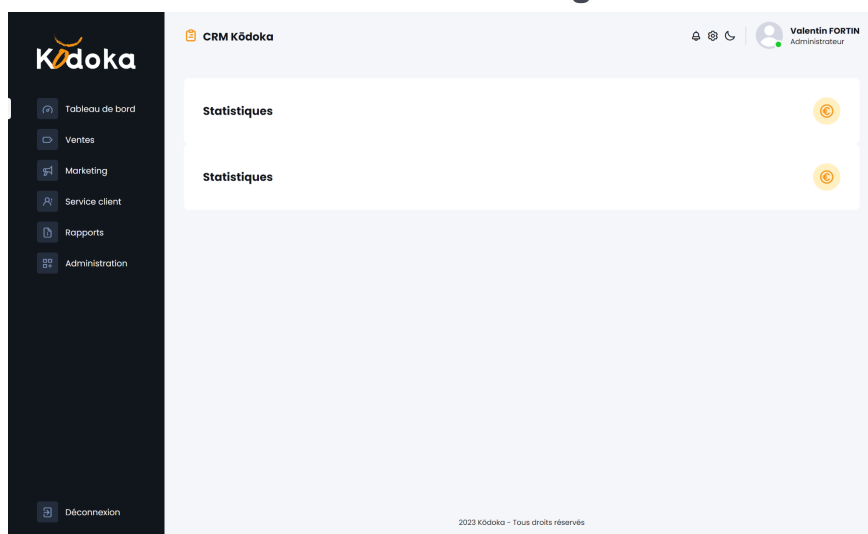 Kōdoka
CRM Kōdoka
Valentin FORTIN
Administrateur
Tableau de bord
Ventes
Marketing
Service client
Rapports
Administration
Déconnexion
Statistiques
Statistiques
2023 Kōdoka - Tous droits réservés